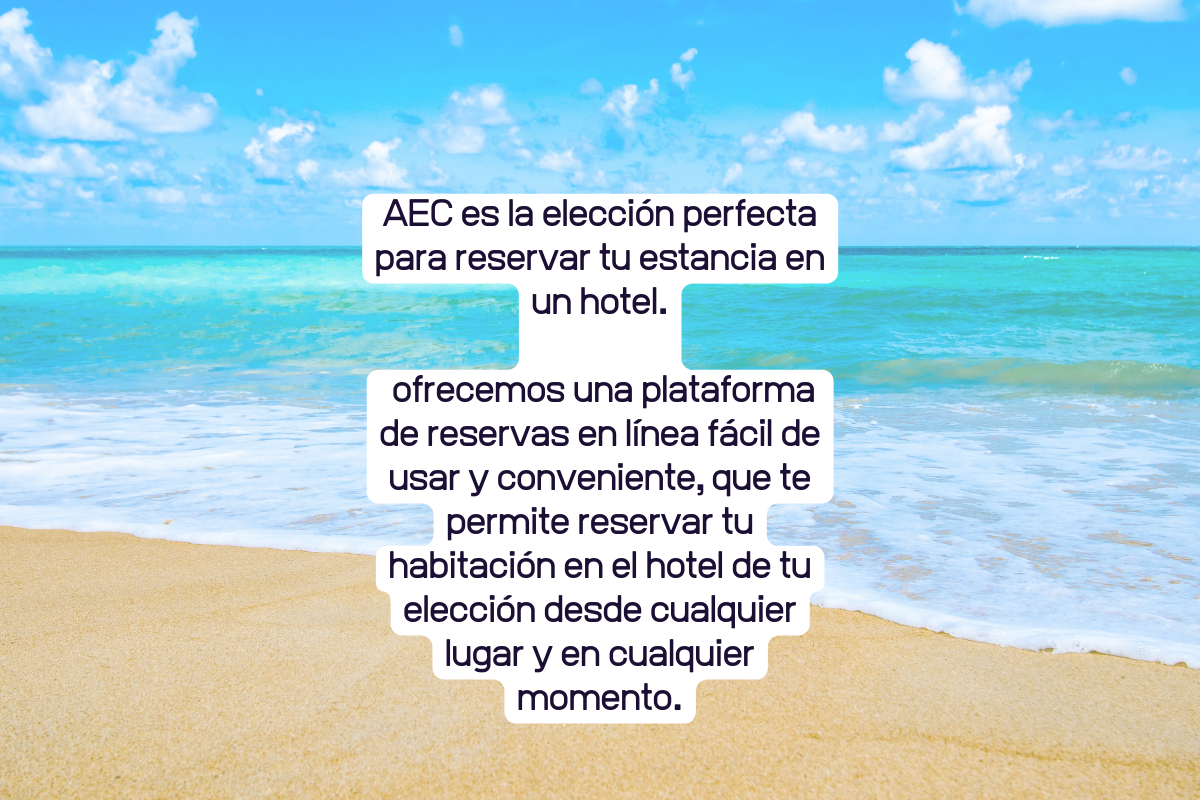 AEC es la elección perfecta
para reservar tu estancia en
un hotel.
ofrecemos una plataforma
de reservas en línea fácil de
usar y conveniente, que te
permite reservar tu
habitación en el hotel de tu
elección desde cualquier
lugar y en cualquier
momento.